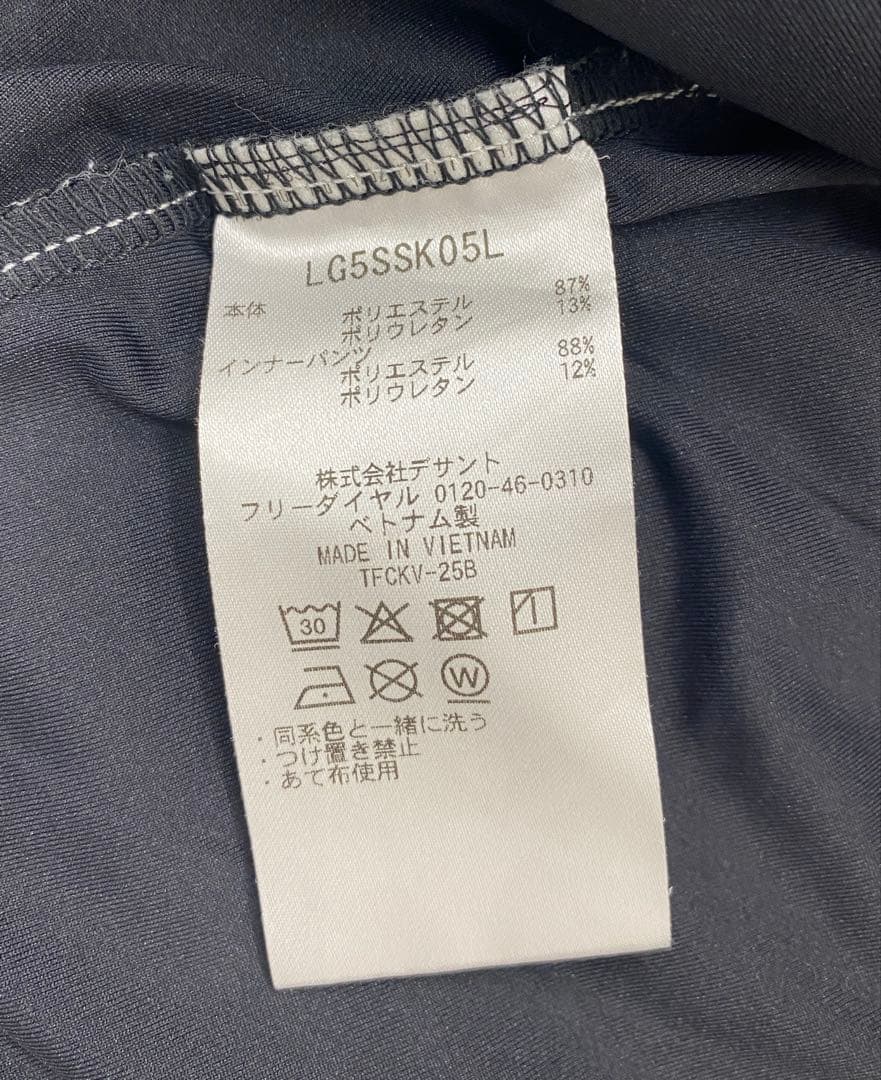 LG5SSK05L
本体 ポリエステル 87%
ポリウレタン 13%
インナーパンツ
ポリエステル 88%
ポリウレタン 12%
株式会社デサント
フリーダイヤル 0120-46-0310
ベトナム製
MADE IN VIETNAM
TFCKV-25B
30
W
・同系色と一緒に洗う
・つけ置き禁止
・あて布使用